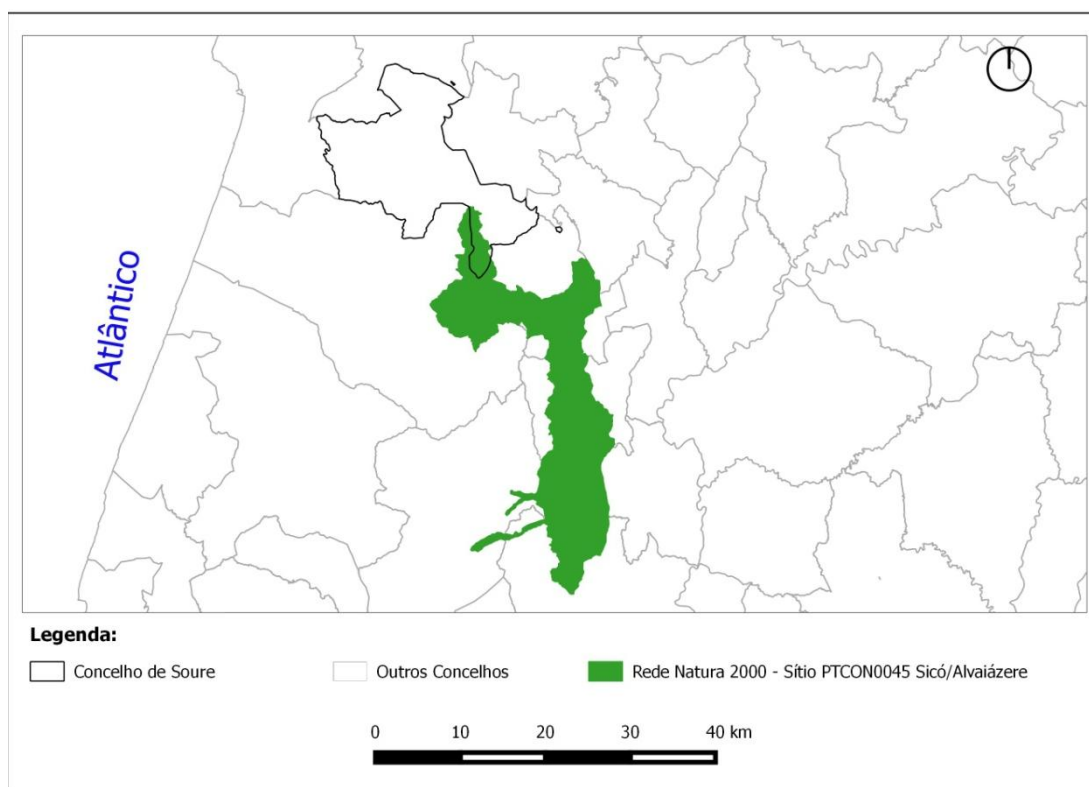 Atlântico
Legenda:
Concelho de Soure
Outros Concelhos
Rede Natura 2000 - Sítio PTCON0045 Sicó/Alvaiázere
0 10 20 30 40 km